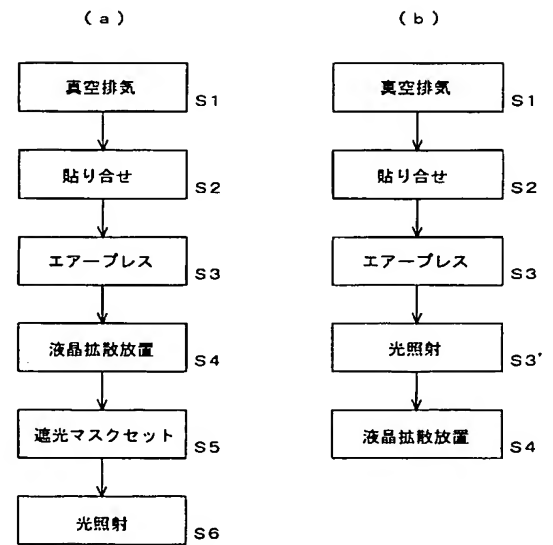 (a)
真空排気
S1
貼り合せ
S2
エアープレス
S3
液晶拡散放置
S4
遮光マスクセット
S5
光照射
S6
(b)
真空排気
S1
貼り合せ
S2
エアープレス
S3
光照射
S3'
液晶拡散放置
S4